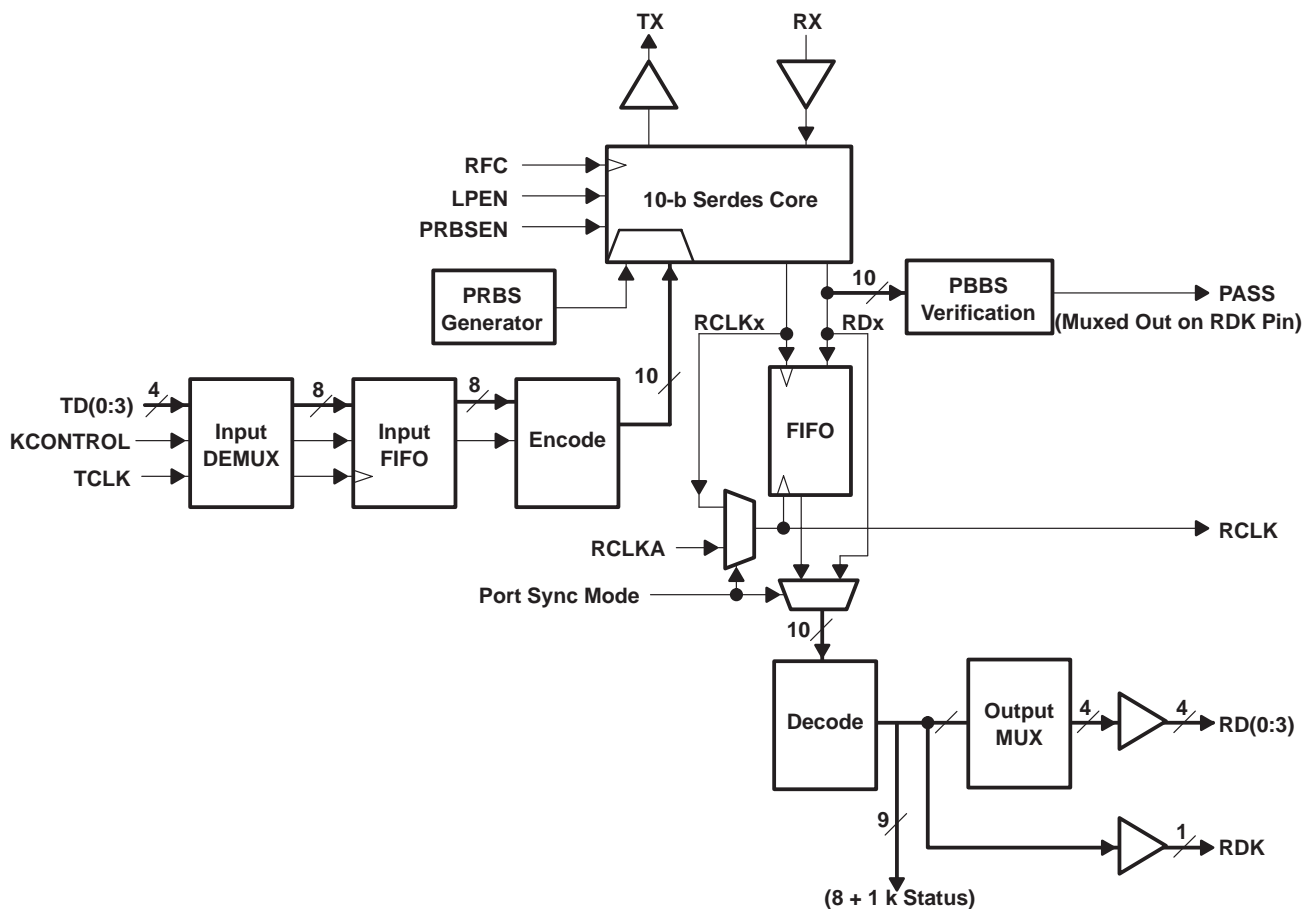 TX
RX
RFC
LPEN
PRBSEN
10-b Serdes Core
PRBS
Generator
10
PBBS
Verification
PASS
(Muxed Out on RDK Pin)
RCLKx
RDx
TD(0:3)
4
KCONTROL
TCLK
Input
DEMUX
8
Input
FIFO
8
Encode
10
FIFO
RCLKA
RCLK
Port Sync Mode
10
Decode
Output
MUX
4
4
RD(0:3)
9
1
RDK
(8 + 1 k Status)